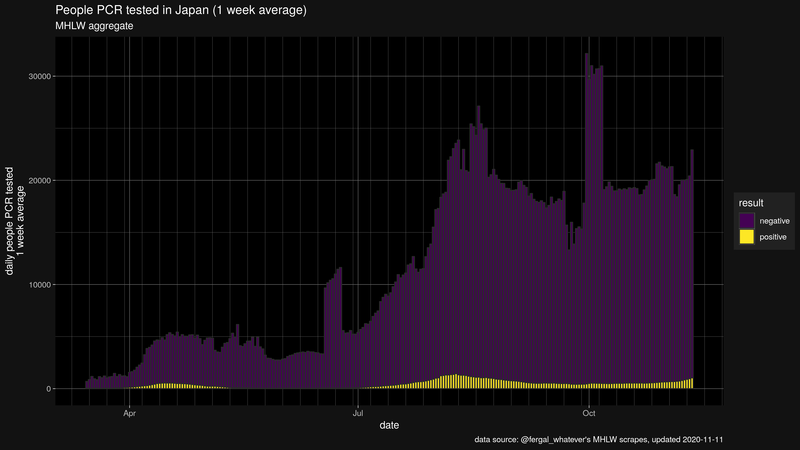 People PCR tested in Japan (1 week average)
MHLW aggregate
daily people PCR tested
1 week average
30000
20000
10000
0
Apr
Jul
Oct
date
result
negative
positive
data source: @fergal_whatever's MHLW scrapes, updated 2020-11-11